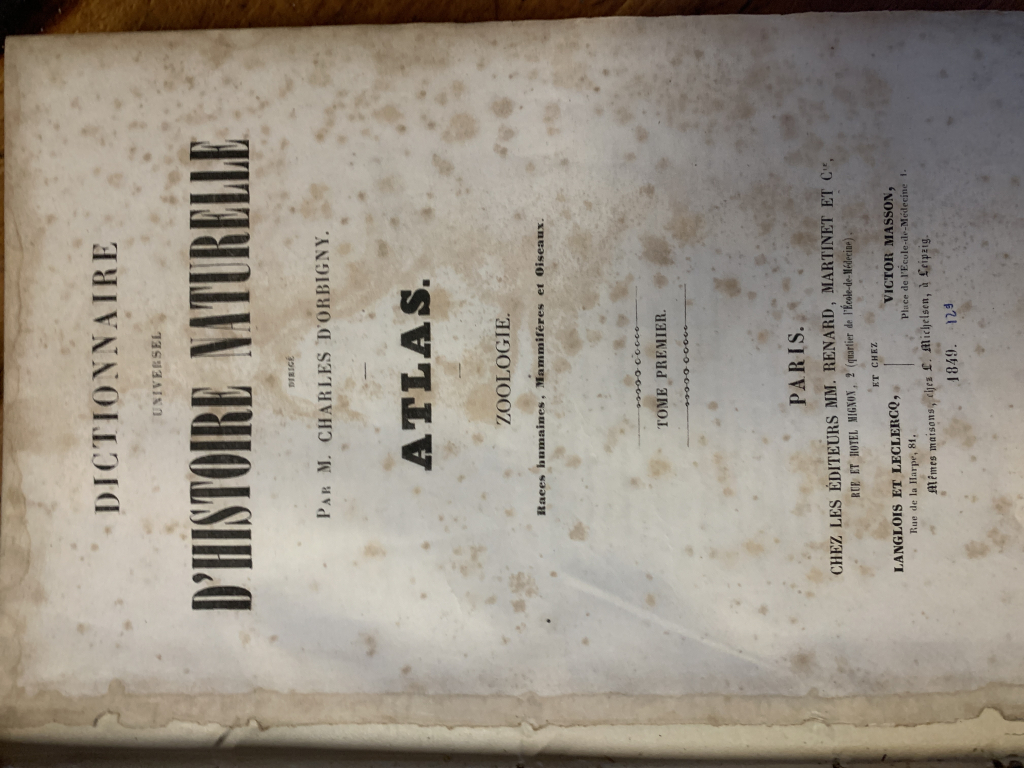 DICTIONNAIRE
UNIVERSEL
D'HISTOIRE NATURELLE
DIRIGÉ
PAR M. CHARLES D'ORBIGNY.
ATLAS.
ZOOLOGIE.
Races humaines, Mammifères et Oiseaux.
TOME PREMIER.
PARIS.
CHEZ LES ÉDITEURS MM. RENARD, MARTINET ET Cie,
RUE ET HOTEL MIGNON, 2 (quartier de l'École-de-Médecine),
ET CHEZ
LANGLOIS ET LECLERCQ,
Rue de la Harpe, 81,
VICTOR MASSON,
Place de l'École-de-Médecine 1.
Mêmes maisons, chez L. Michelsen, à Leipzig.
1849.